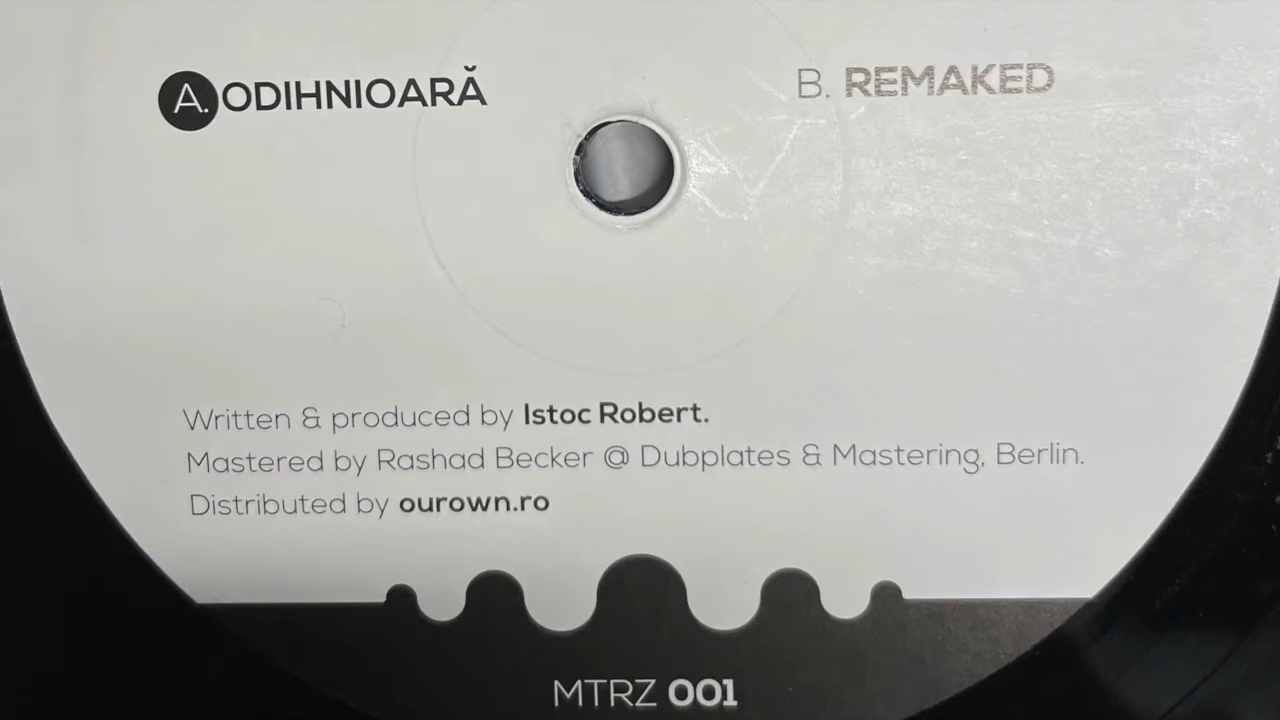 A. ODIHNIOARĂ
B. REMAKED
Written & produced by Istoc Robert.
Mastered by Rashad Becker @ Dubplates & Mastering, Berlin.
Distributed by ourown.ro
MTRZ 001